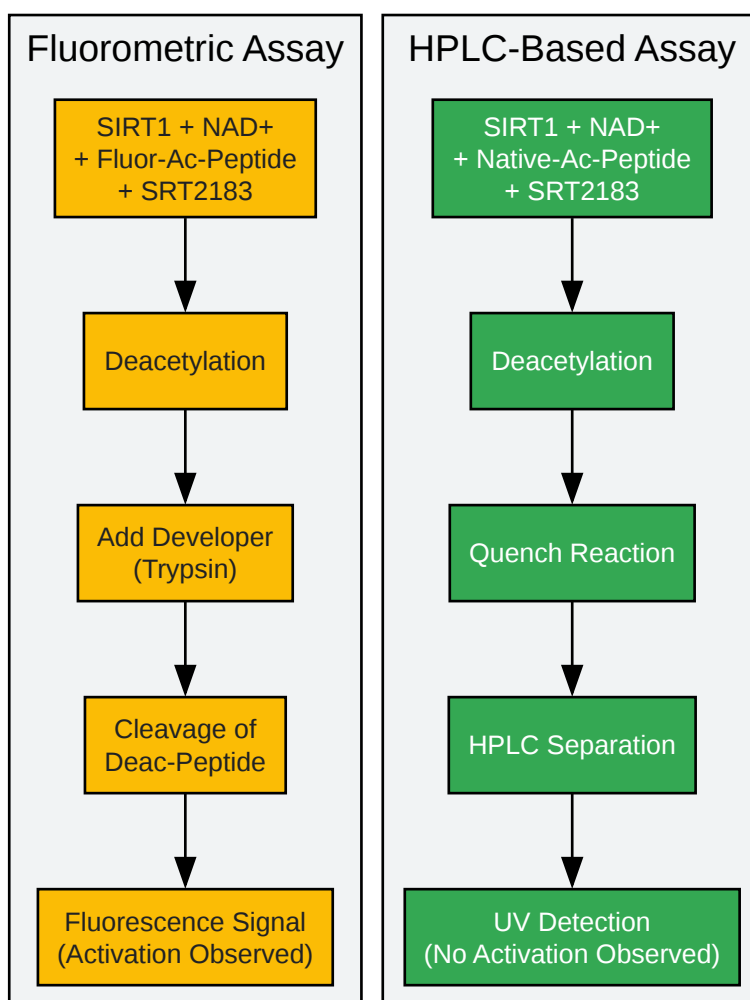 Fluorometric Assay
SIRT1 + NAD+
+ Fluor-Ac-Peptide
+ SRT2183
Deacetylation
Add Developer
(Trypsin)
Cleavage of
Deac-Peptide
Fluorescence Signal
(Activation Observed)
HPLC-Based Assay
SIRT1 + NAD+
+ Native-Ac-Peptide
+ SRT2183
Deacetylation
Quench Reaction
HPLC Separation
UV Detection
(No Activation Observed)